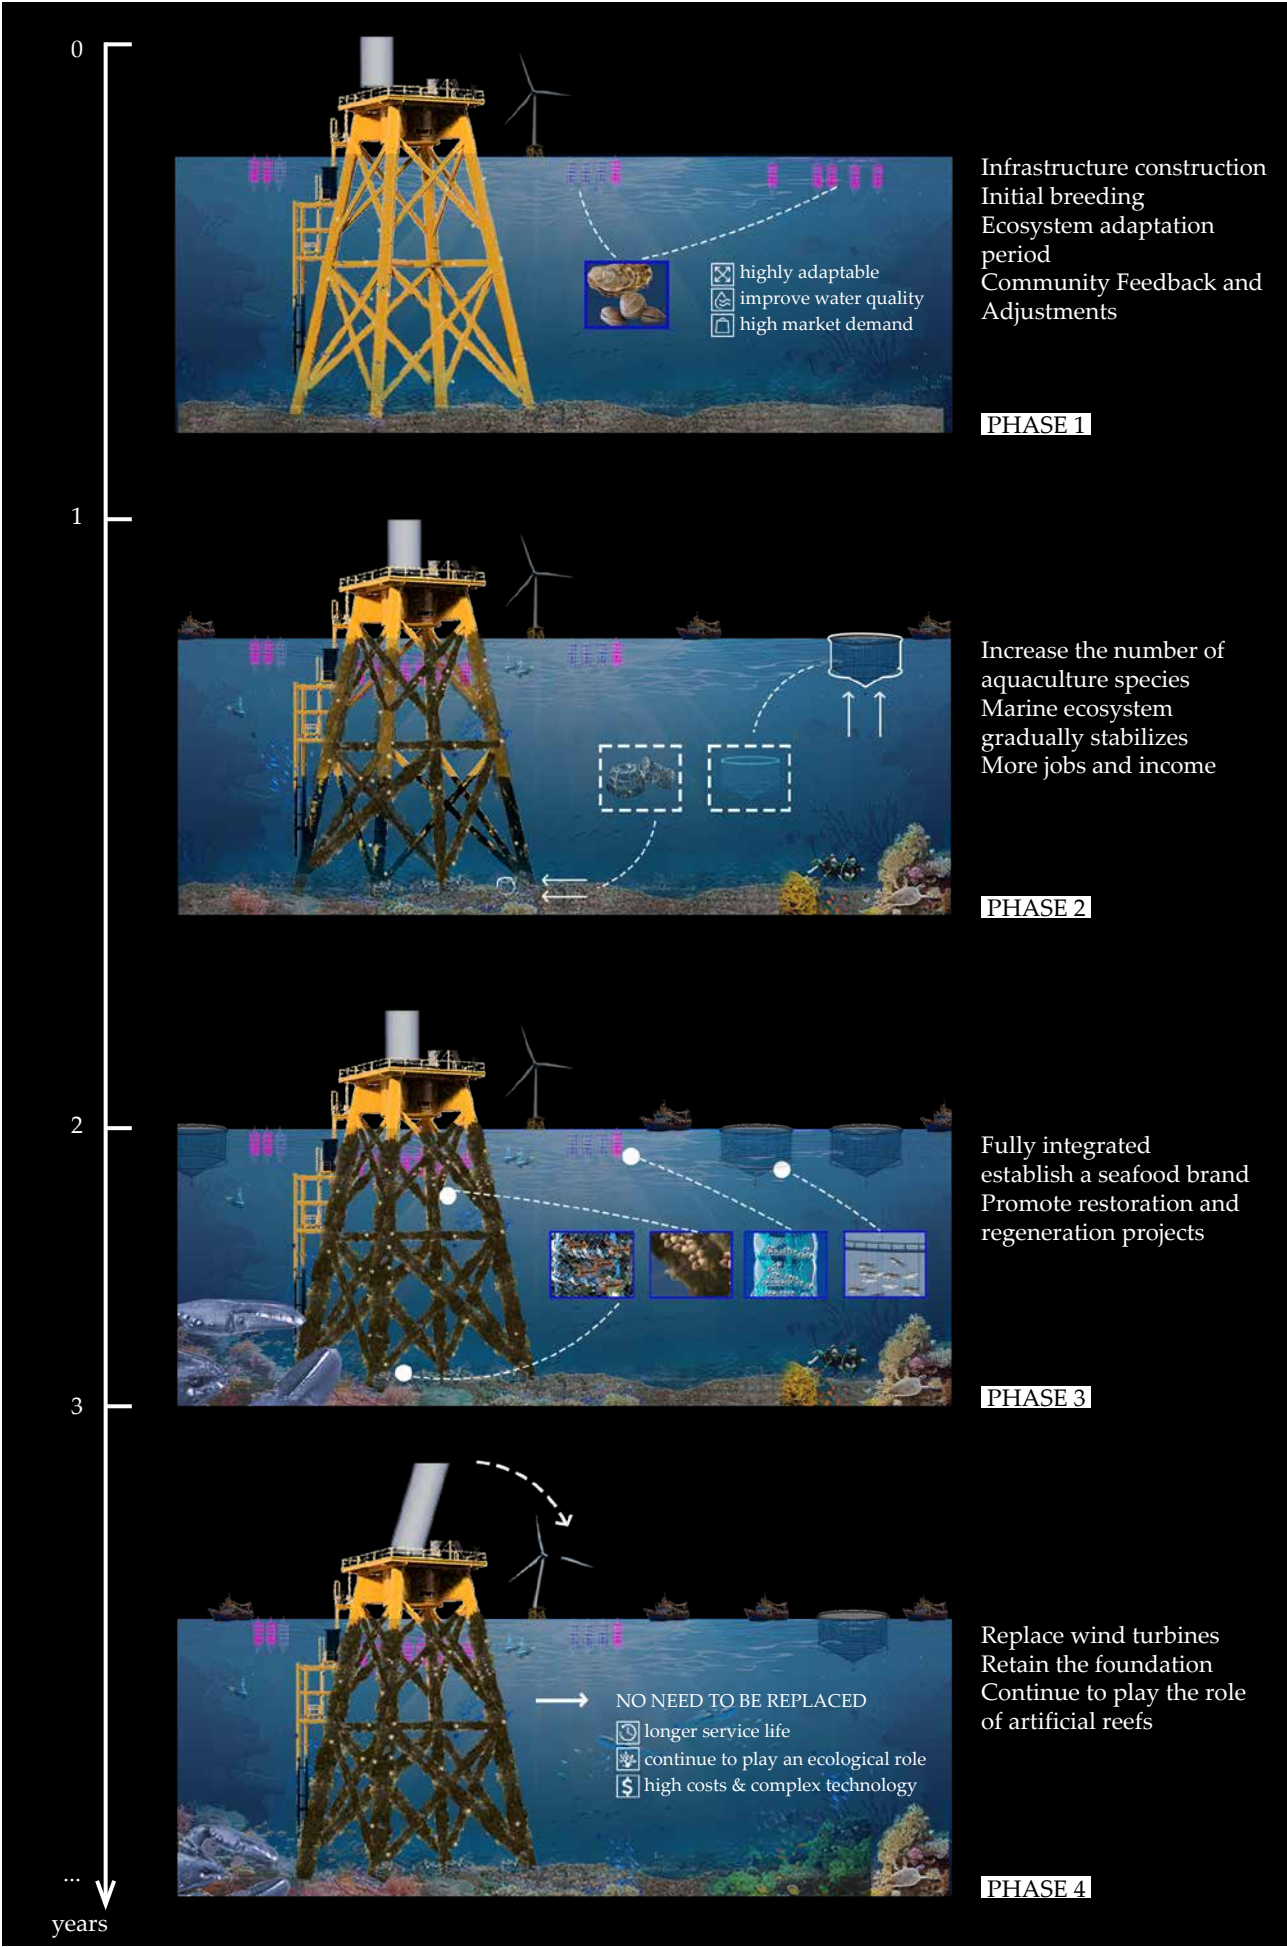 0
Infrastructure construction
Initial breeding
Ecosystem adaptation
period
Community Feedback and
Adjustments
highly adaptable
improve water quality
high market demand
PHASE 1
1
Increase the number of
aquaculture species
Marine ecosystem
gradually stabilizes
More jobs and income
PHASE 2
2
Fully integrated
establish a seafood brand
Promote restoration and
regeneration projects
PHASE 3
3
Replace wind turbines
Retain the foundation
Continue to play the role
of artificial reefs
NO NEED TO BE REPLACED
longer service life
continue to play an ecological role
$ high costs & complex technology
PHASE 4
...
years